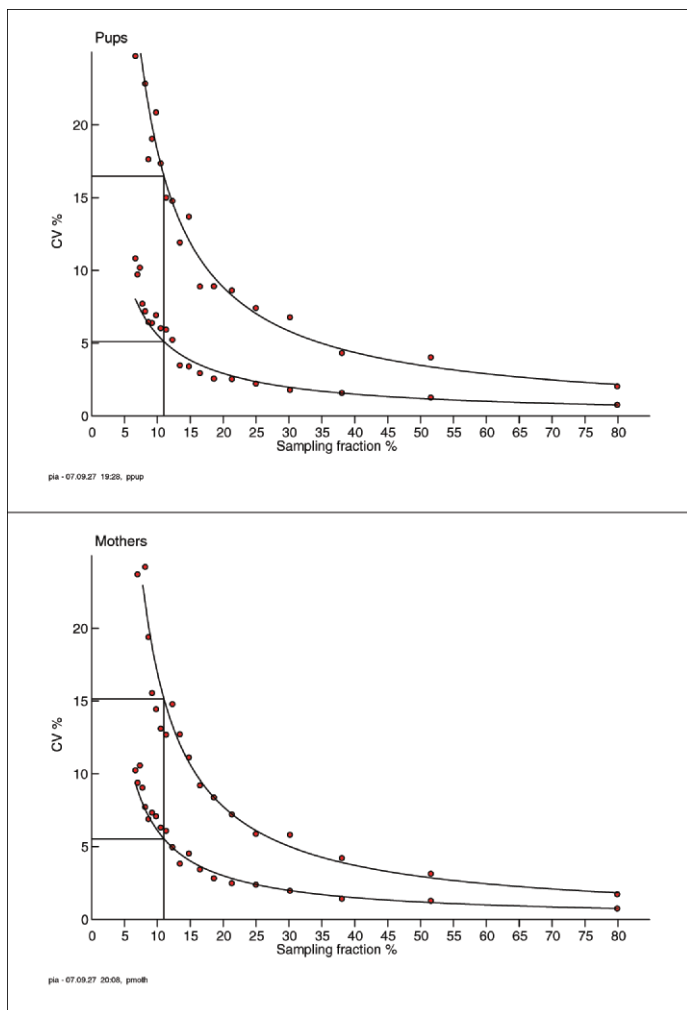 Pups
20
15
10
5
0
CV %
0 5 10 15 20 25 30 35 40 45 50 55 60 65 70 75 80
Sampling fraction %
pia - 07.09.27 19:28, ppup
Mothers
20
15
10
5
0
CV %
0 5 10 15 20 25 30 35 40 45 50 55 60 65 70 75 80
Sampling fraction %
pia - 07.09.27 20:08, pmoth